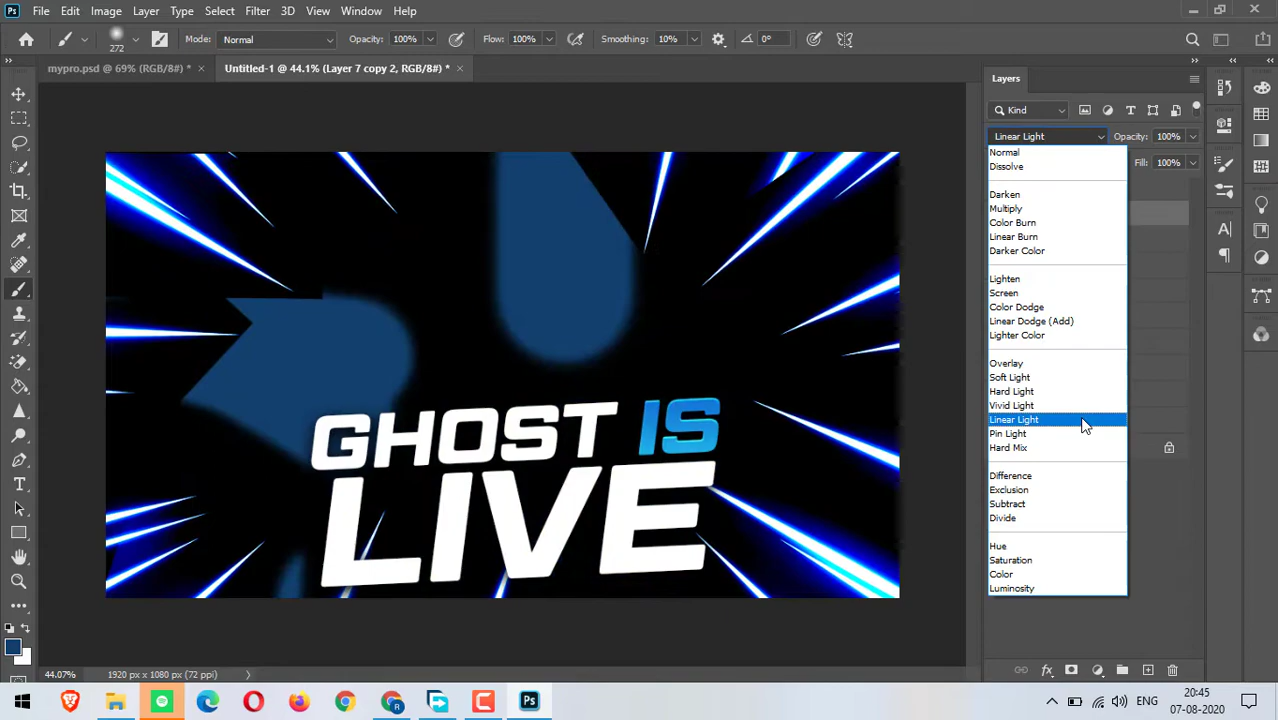 Ps File Edit Image Layer Type Select Filter 3D View Window Help
272 Mode: Normal Opacity: 100% Flow: 100% Smoothing: 10% 0°
mypro.psd @ 69% (RGB/8#) * × Untitled-1 @ 44.1% (Layer 7 copy 2, RGB/8#) * ×
Layers
Kind
Linear Light Opacity: 100%
Fill: 100%
Normal
Dissolve
Darken
Multiply
Color Burn
Linear Burn
Darker Color
Lighten
Screen
Color Dodge
Linear Dodge (Add)
Lighter Color
Overlay
Soft Light
Hard Light
Vivid Light
Linear Light
Pin Light
Hard Mix
Difference
Exclusion
Subtract
Divide
Hue
Saturation
Color
Luminosity
GHOST IS
LIVE
44.07% 1920 px x 1080 px (72 ppi)
Ps ENG 20:45
07-08-2020